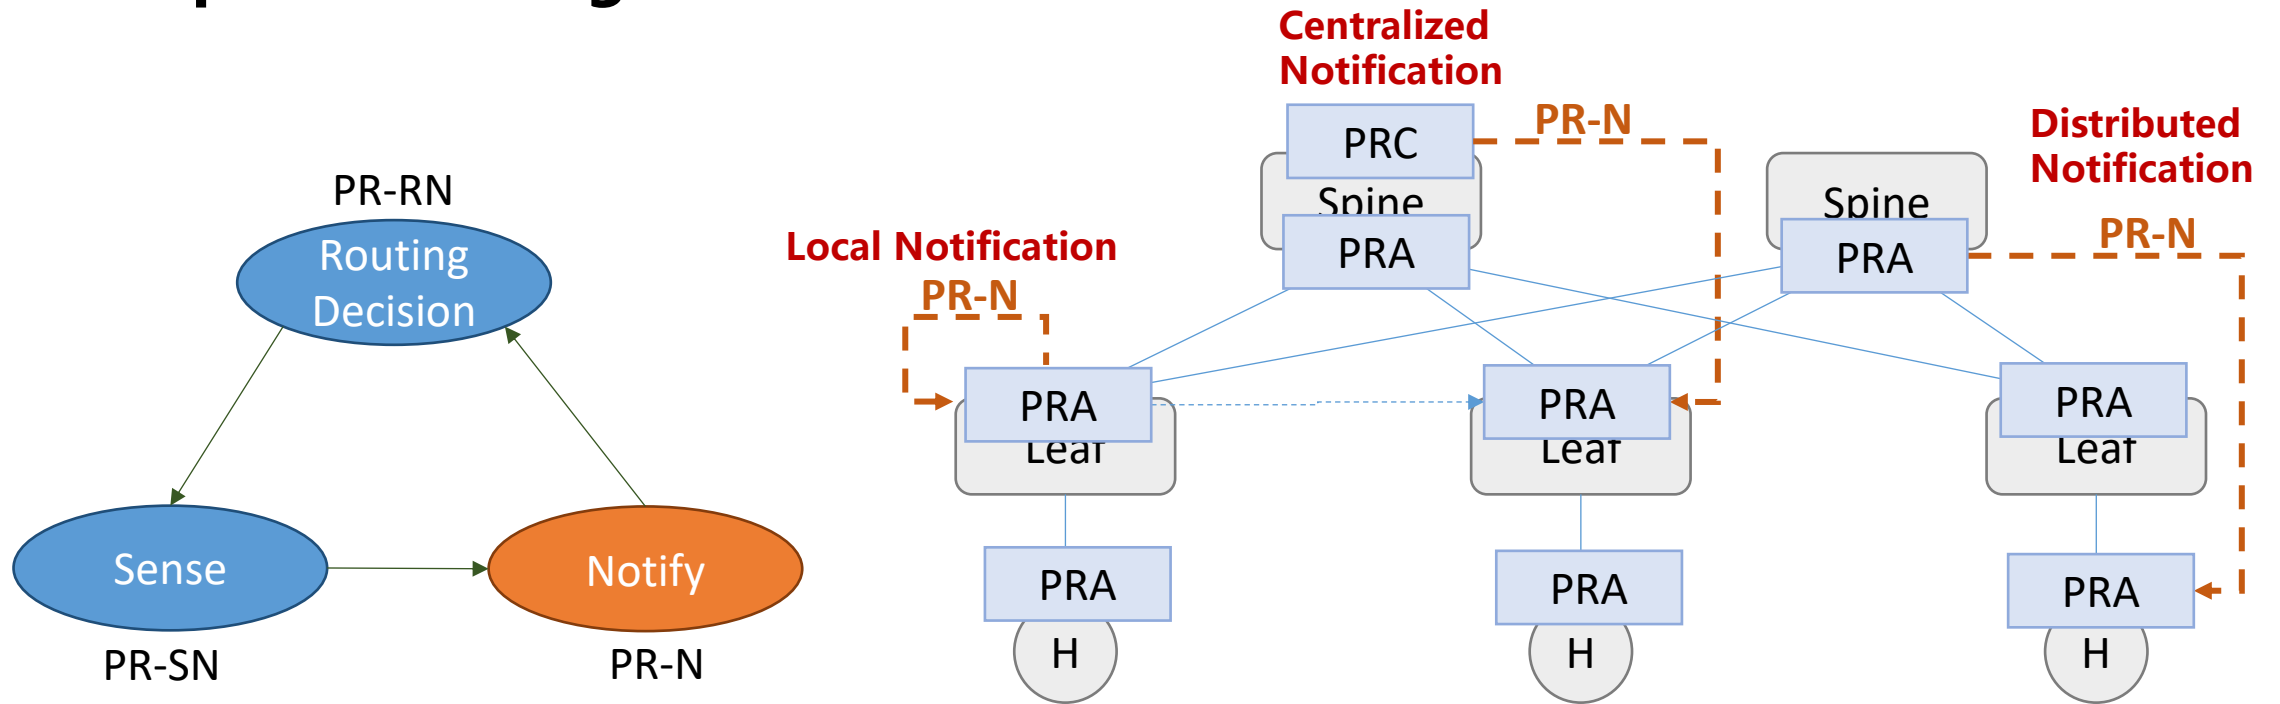 PR-RN
Routing
Decision
Sense
Notify
PR-SN
PR-N
Centralized
Notification
PR-N
PRC
Spine
PRA
Distributed
Notification
Spine
PR-N
PRA
Local Notification
PR-N
PRA
Leaf
PRA
Leaf
PRA
Leaf
PRA
H
PRA
H
PRA
H